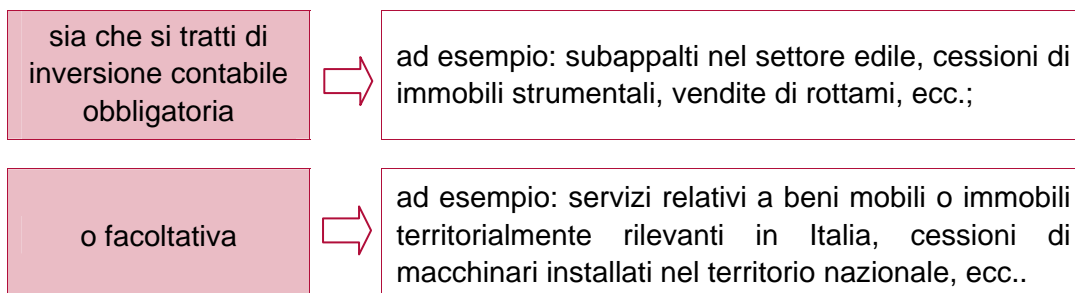 sia che si tratti di
inversione contabile
obbligatoria
ad esempio: subappalti nel settore edile, cessioni di
immobili strumentali, vendite di rottami, ecc.;
o facoltativa
ad esempio: servizi relativi a beni mobili o immobili
territorialmente rilevanti in Italia, cessioni di
macchinari installati nel territorio nazionale, ecc..